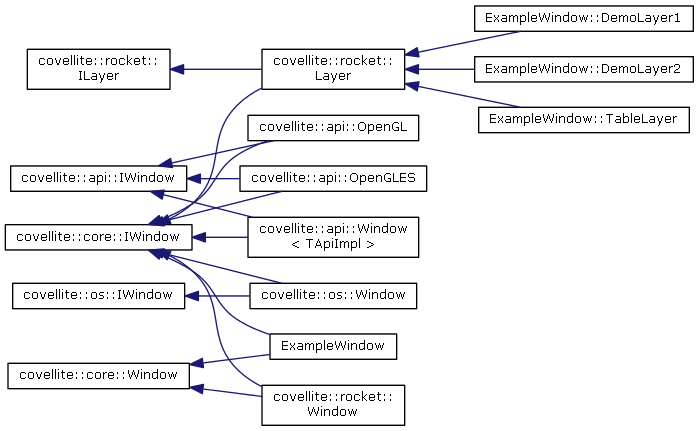 ExampleWindow::DemoLayer1
covellite::rocket::
ILayer
covellite::rocket::
Layer
ExampleWindow::DemoLayer2
ExampleWindow::TableLayer
covellite::api::OpenGL
covellite::api::IWindow
covellite::api::OpenGLES
covellite::core::IWindow
covellite::api::Window
< TApiImpl >
covellite::os::IWindow
covellite::os::Window
ExampleWindow
covellite::core::Window
covellite::rocket::
Window